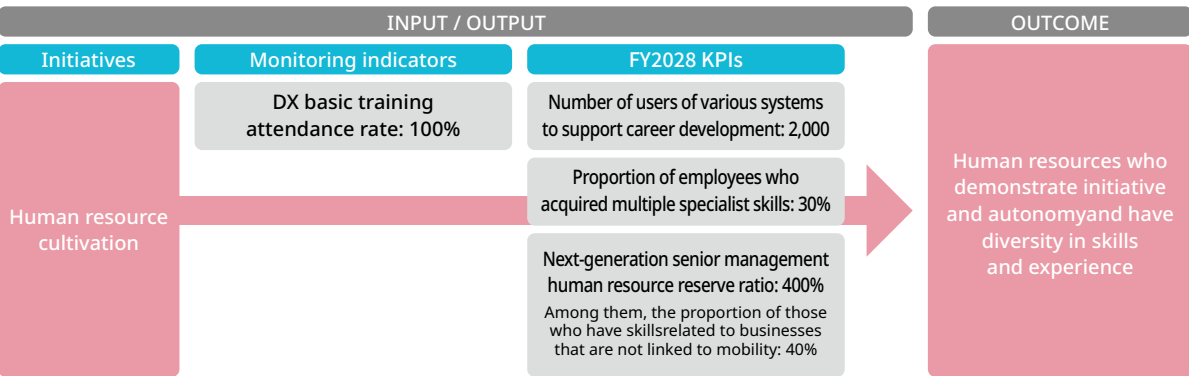 INPUT / OUTPUT
OUTCOME
Initiatives
Monitoring indicators
FY2028 KPIs
Human resource
cultivation
DX basic training
attendance rate: 100%
Number of users of various systems
to support career development: 2,000
Proportion of employees who
acquired multiple specialist skills: 30%
Next-generation senior management
human resource reserve ratio: 400%
Among them, the proportion of those
who have skillsrelated to businesses
that are not linked to mobility: 40%
Human resources who
demonstrate initiative
and autonomyand have
diversity in skills
and experience